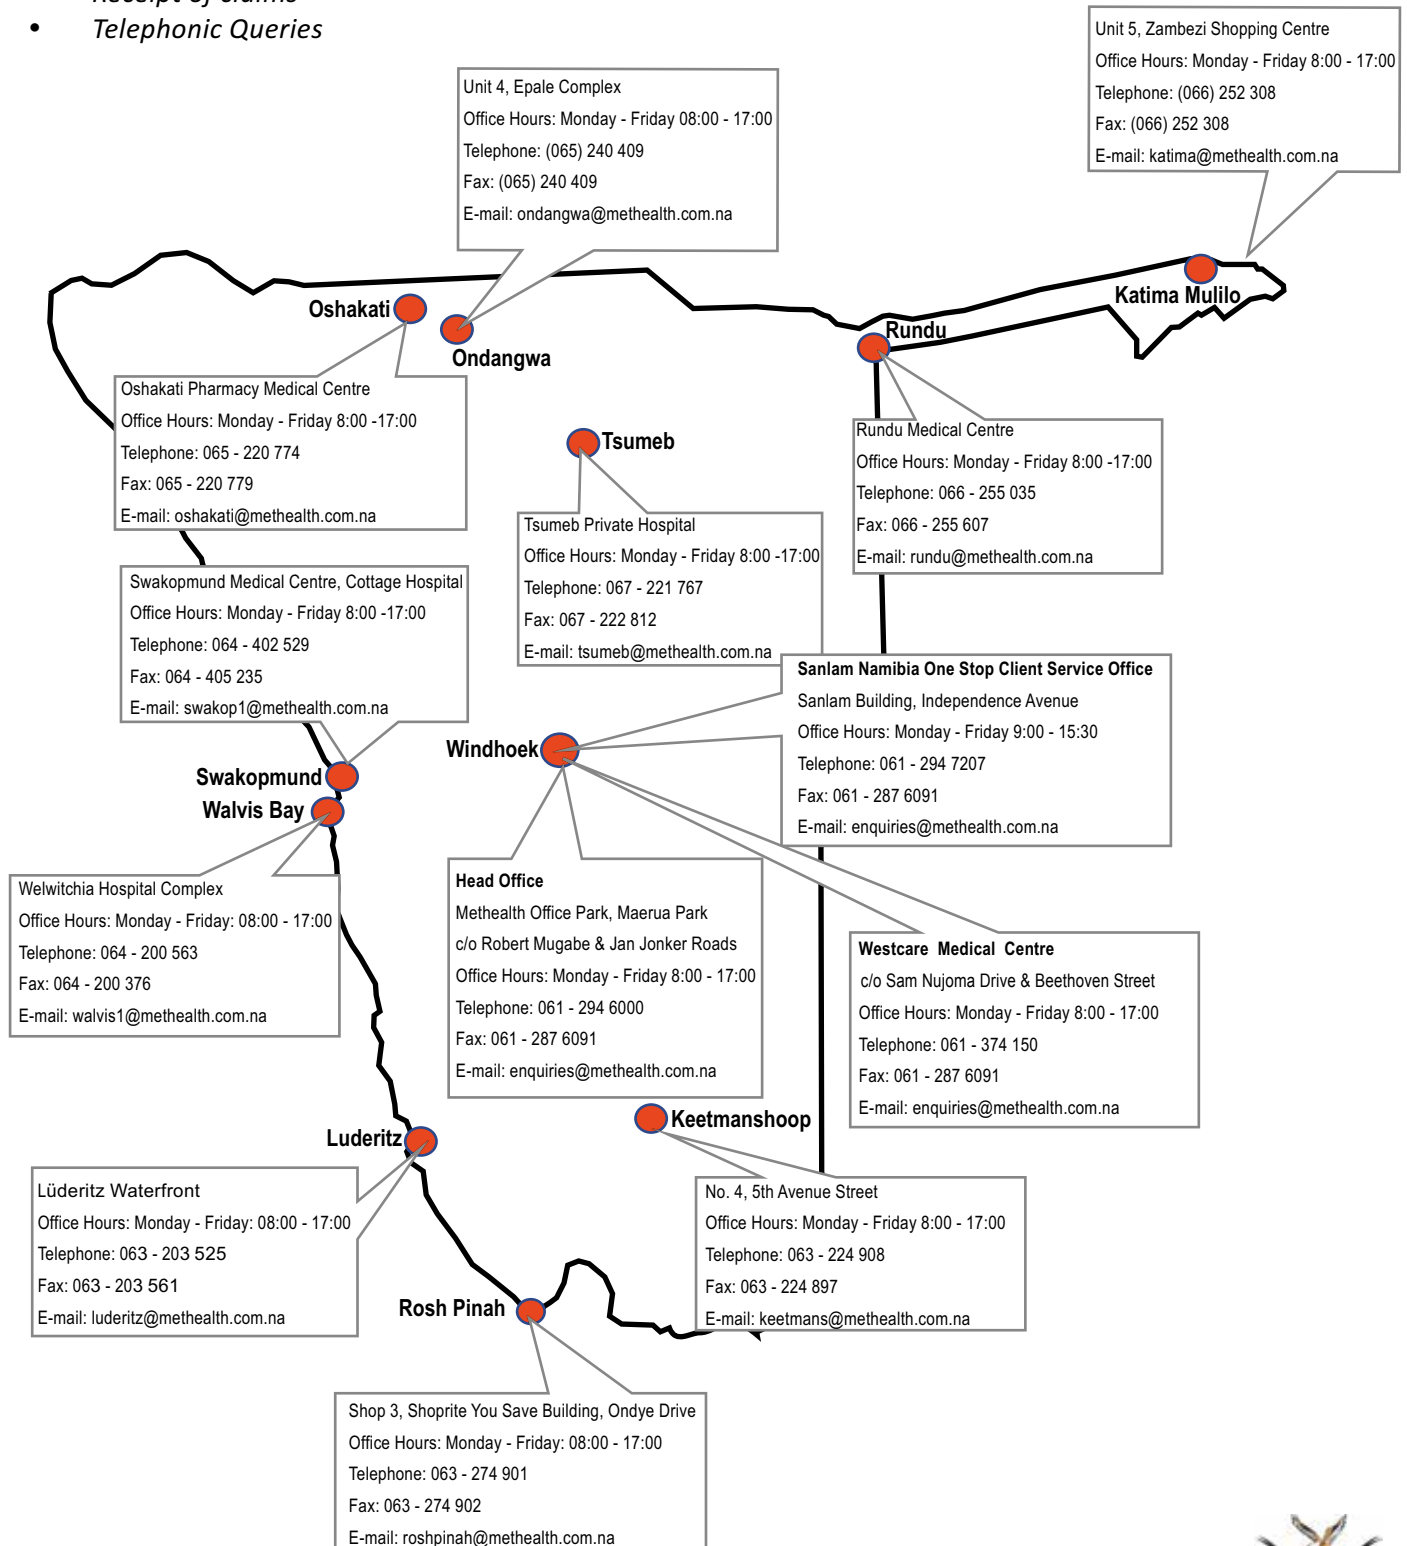 Receipt of claims
• Telephonic Queries
Unit 5, Zambezi Shopping Centre
Office Hours: Monday - Friday 8:00 - 17:00
Telephone: (066) 252 308
Fax: (066) 252 308
E-mail: katima@methealth.com.na
Unit 4, Epale Complex
Office Hours: Monday - Friday 08:00 - 17:00
Telephone: (065) 240 409
Fax: (065) 240 409
E-mail: ondangwa@methealth.com.na
Katima Mulilo
Oshakati
Ondangwa
Rundu
Oshakati Pharmacy Medical Centre
Office Hours: Monday - Friday 8:00 -17:00
Telephone: 065 - 220 774
Fax: 065 - 220 779
E-mail: oshakati@methealth.com.na
Tsumeb
Rundu Medical Centre
Office Hours: Monday - Friday 8:00 -17:00
Telephone: 066 - 255 035
Fax: 066 - 255 607
E-mail: rundu@methealth.com.na
Tsumeb Private Hospital
Office Hours: Monday - Friday 8:00 -17:00
Telephone: 067 - 221 767
Fax: 067 - 222 812
E-mail: tsumeb@methealth.com.na
Swakopmund Medical Centre, Cottage Hospital
Office Hours: Monday - Friday 8:00 -17:00
Telephone: 064 - 402 529
Fax: 064 - 405 235
E-mail: swakop1@methealth.com.na
Sanlam Namibia One Stop Client Service Office
Sanlam Building, Independence Avenue
Office Hours: Monday - Friday 9:00 - 15:30
Telephone: 061 - 294 7207
Fax: 061 - 287 6091
E-mail: enquiries@methealth.com.na
Windhoek
Swakopmund
Walvis Bay
Welwitchia Hospital Complex
Office Hours: Monday - Friday: 08:00 - 17:00
Telephone: 064 - 200 563
Fax: 064 - 200 376
E-mail: walvis1@methealth.com.na
Head Office
Methealth Office Park, Maerua Park
c/o Robert Mugabe & Jan Jonker Roads
Office Hours: Monday - Friday 8:00 - 17:00
Telephone: 061 - 294 6000
Fax: 061 - 287 6091
E-mail: enquiries@methealth.com.na
Westcare Medical Centre
c/o Sam Nujoma Drive & Beethoven Street
Office Hours: Monday - Friday 8:00 - 17:00
Telephone: 061 - 374 150
Fax: 061 - 287 6091
E-mail: enquiries@methealth.com.na
Keetmanshoop
Luderitz
Lüderitz Waterfront
Office Hours: Monday - Friday: 08:00 - 17:00
Telephone: 063 - 203 525
Fax: 063 - 203 561
E-mail: luderitz@methealth.com.na
No. 4, 5th Avenue Street
Office Hours: Monday - Friday 8:00 - 17:00
Telephone: 063 - 224 908
Fax: 063 - 224 897
E-mail: keetmans@methealth.com.na
Rosh Pinah
Shop 3, Shoprite You Save Building, Ondye Drive
Office Hours: Monday - Friday: 08:00 - 17:00
Telephone: 063 - 274 901
Fax: 063 - 274 902
E-mail: roshpinah@methealth.com.na